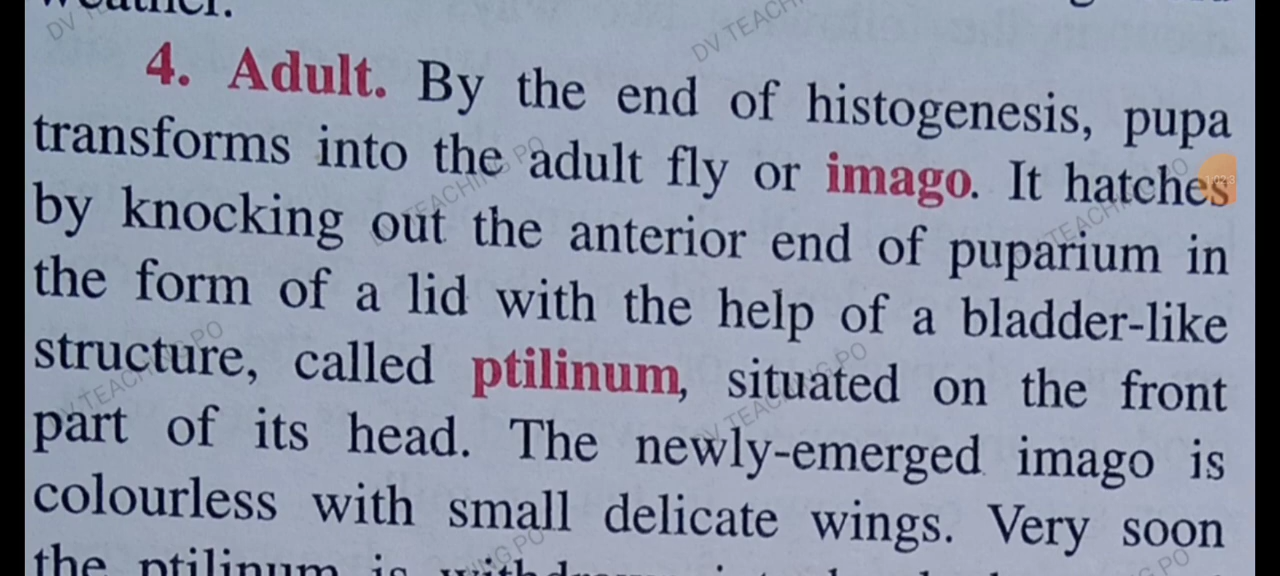 4. Adult. By the end of histogenesis, pupa
transforms into the adult fly or imago. It hatches
by knocking out the anterior end of puparium in
the form of a lid with the help of a bladder-like
structure, called ptilinum, situated on the front
part of its head. The newly-emerged imago is
colourless with small delicate wings. Very soon
the ptilinum is